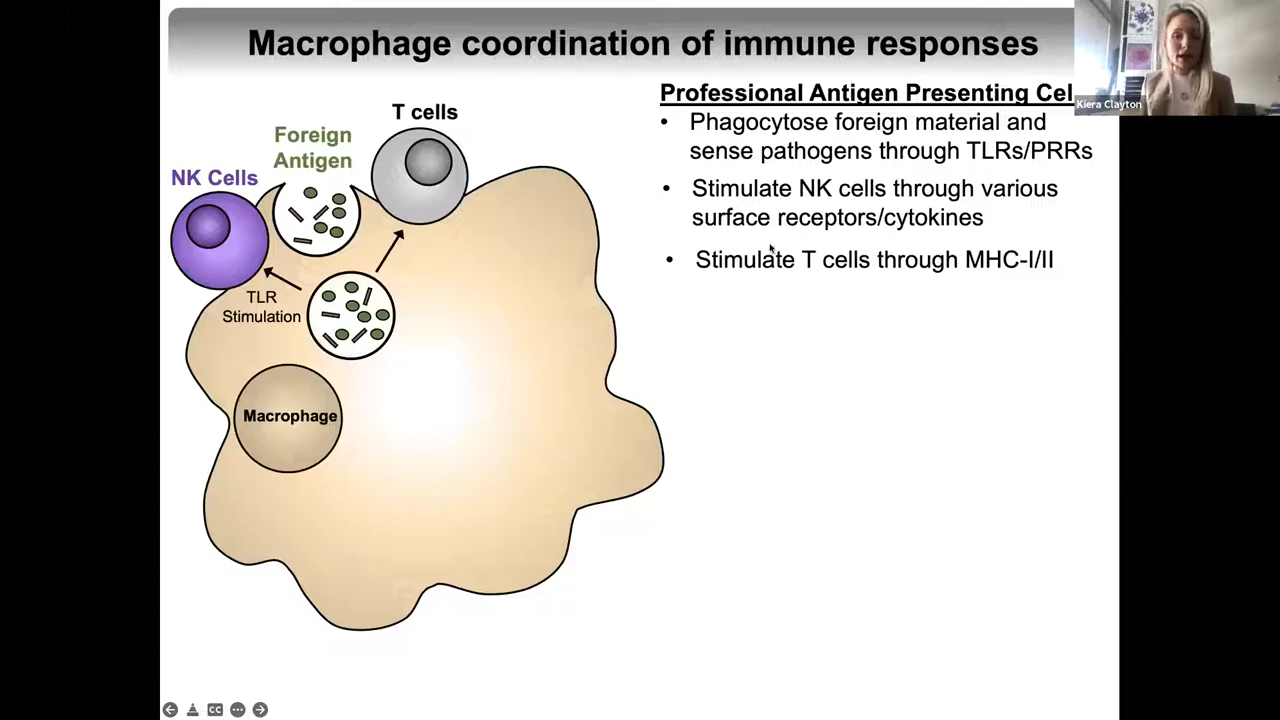 Macrophage coordination of immune responses
Kiera Clayton
Professional Antigen Presenting Cel
• Phagocytose foreign material and
sense pathogens through TLRs/PRRs
• Stimulate NK cells through various
surface receptors/cytokines
• Stimulate T cells through MHC-I/II
T cells
Foreign
Antigen
NK Cells
TLR
Stimulation
Macrophage
CC